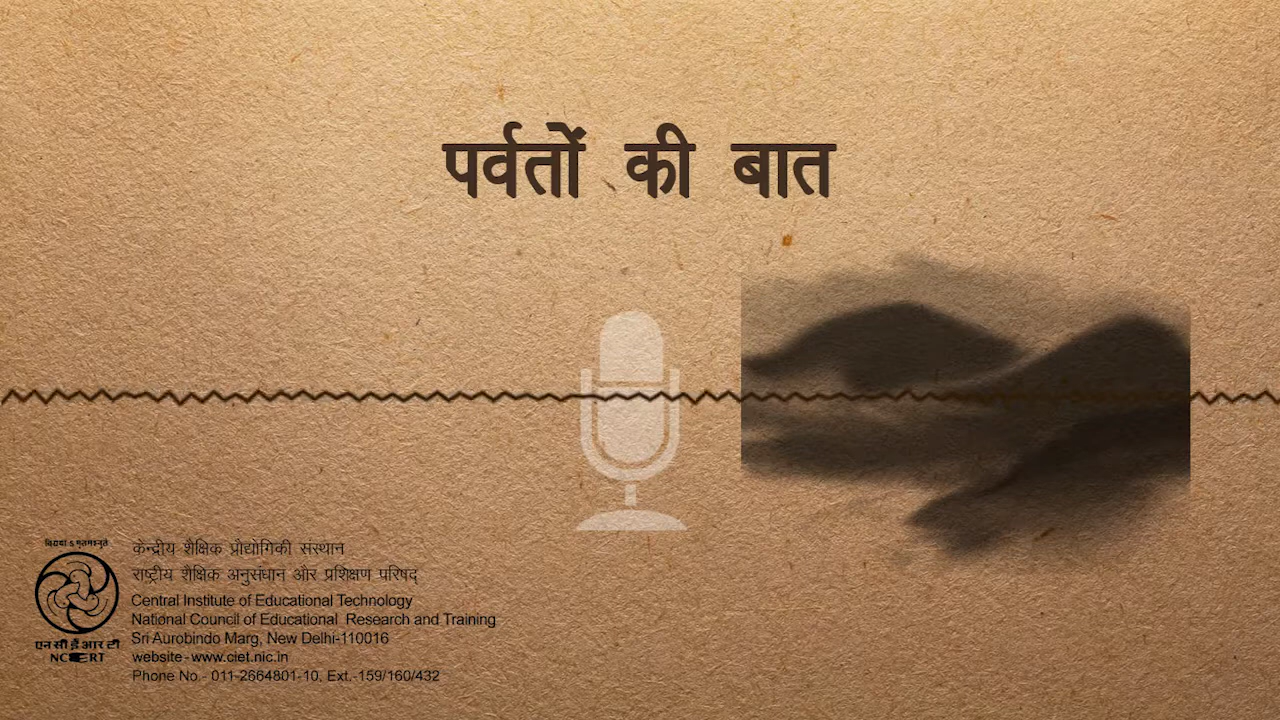 पर्वतों की बात
विद्यया ऽ मृतमश्नुते
एन सी ई आर टी
NCERT
केन्द्रीय शैक्षिक प्रौद्योगिकी संस्थान
राष्ट्रीय शैक्षिक अनुसंधान और प्रशिक्षण परिषद्
Central Institute of Educational Technology
National Council of Educational Research and Training
Sri Aurobindo Marg, New Delhi-110016
website-www.ciet.nic.in
Phone No.- 011-2664801-10, Ext.-159/160/432